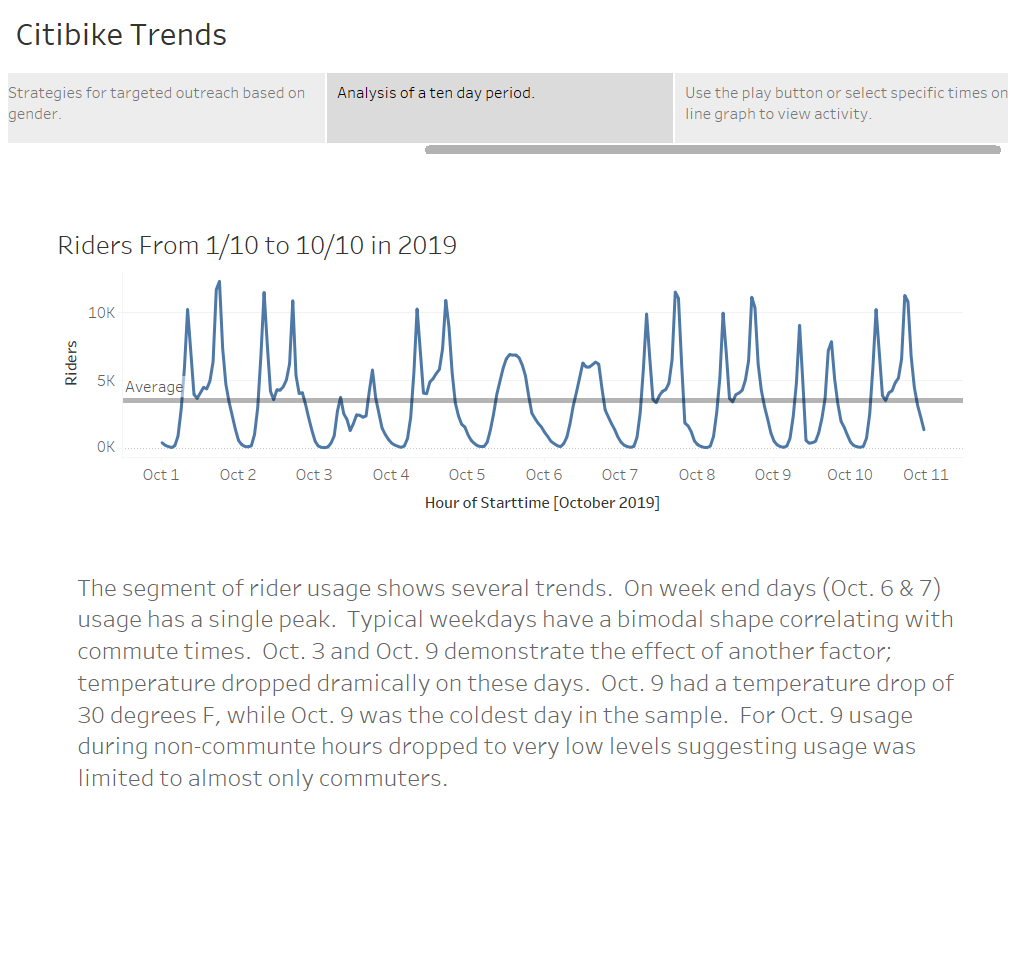 Citibike Trends
Strategies for targeted outreach based on
gender.
Analysis of a ten day period.
Use the play button or select specific times on
line graph to view activity.
Riders From 1/10 to 10/10 in 2019
10K
5K
0K
Riders
Average
Oct 1 Oct 2 Oct 3 Oct 4 Oct 5 Oct 6 Oct 7 Oct 8 Oct 9 Oct 10 Oct 11
Hour of Starttime [October 2019]
The segment of rider usage shows several trends.  On week end days (Oct. 6 & 7)
usage has a single peak.  Typical weekdays have a bimodal shape correlating with
commute times.  Oct. 3 and Oct. 9 demonstrate the effect of another factor;
temperature dropped dramically on these days.  Oct. 9 had a temperature drop of
30 degrees F, while Oct. 9 was the coldest day in the sample.  For Oct. 9 usage
during non-communte hours dropped to very low levels suggesting usage was
limited to almost only commuters.